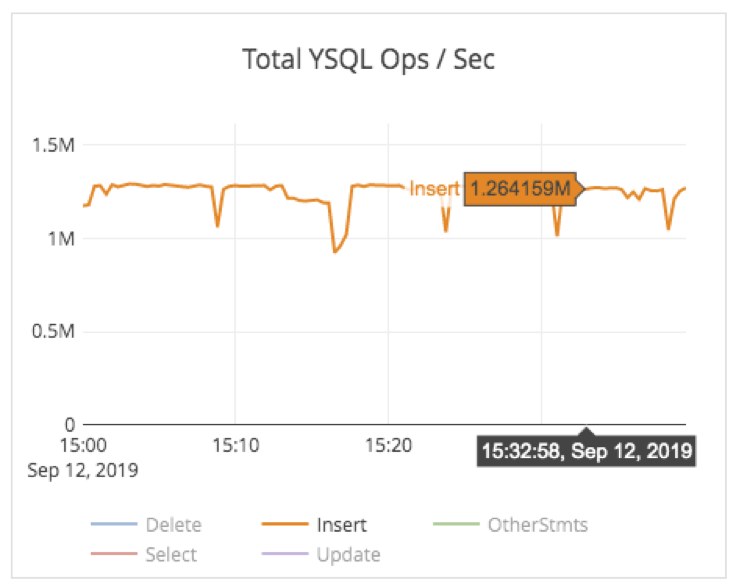 Total YSQL Ops / Sec
1.5M
Insert 1.264159M
1M
0.5M
0
15:00 15:10 15:20
Sep 12, 2019
15:32:58, Sep 12, 2019
Delete Insert OtherStmts
Select Update